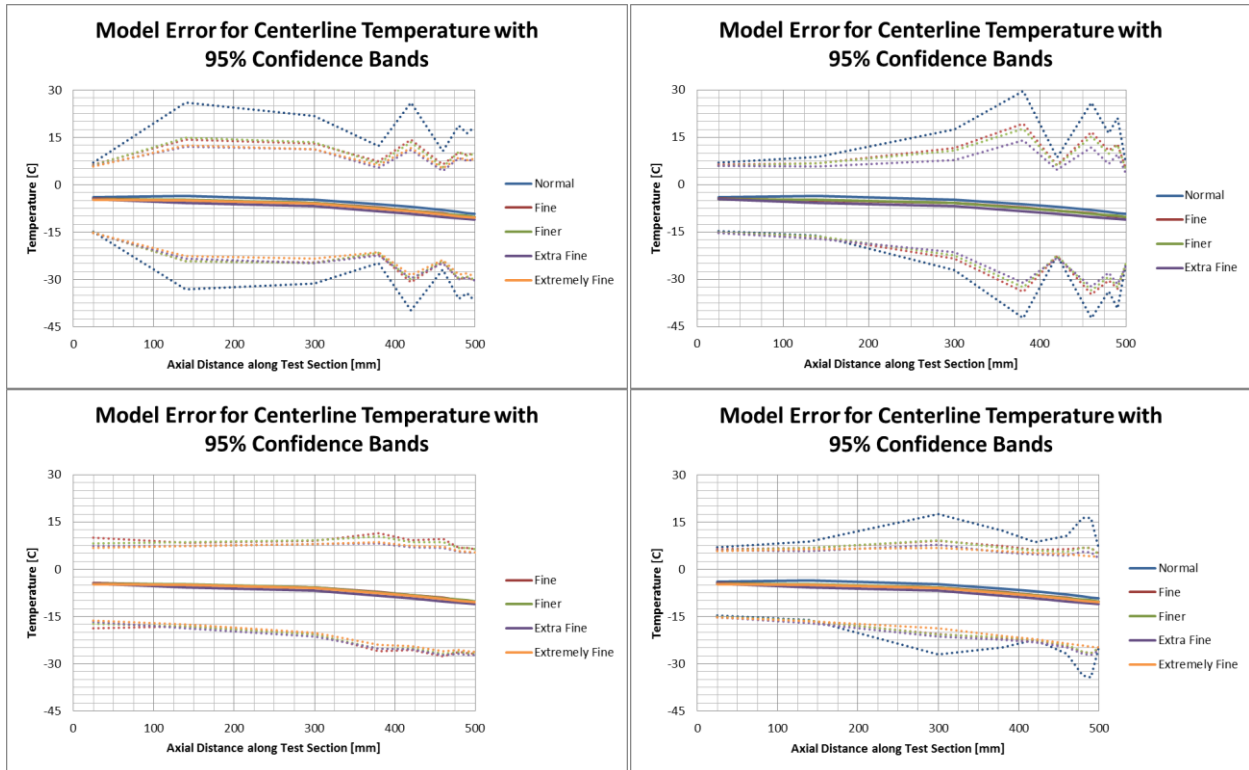 Model Error for Centerline Temperature with
95% Confidence Bands
Temperature [C]
30
15
0
-15
-30
-45
0 100 200 300 400 500
Axial Distance along Test Section [mm]
Normal
Fine
Finer
Extra Fine
Extremely Fine
Model Error for Centerline Temperature with
95% Confidence Bands
Temperature [C]
30
15
0
-15
-30
-45
0 100 200 300 400 500
Axial Distance along Test Section [mm]
Normal
Fine
Finer
Extra Fine
Model Error for Centerline Temperature with
95% Confidence Bands
Temperature [C]
30
15
0
-15
-30
-45
0 100 200 300 400 500
Axial Distance along Test Section [mm]
Fine
Finer
Extra Fine
Extremely Fine
Model Error for Centerline Temperature with
95% Confidence Bands
Temperature [C]
30
15
0
-15
-30
-45
0 100 200 300 400 500
Axial Distance along Test Section [mm]
Normal
Fine
Finer
Extra Fine
Extremely Fine